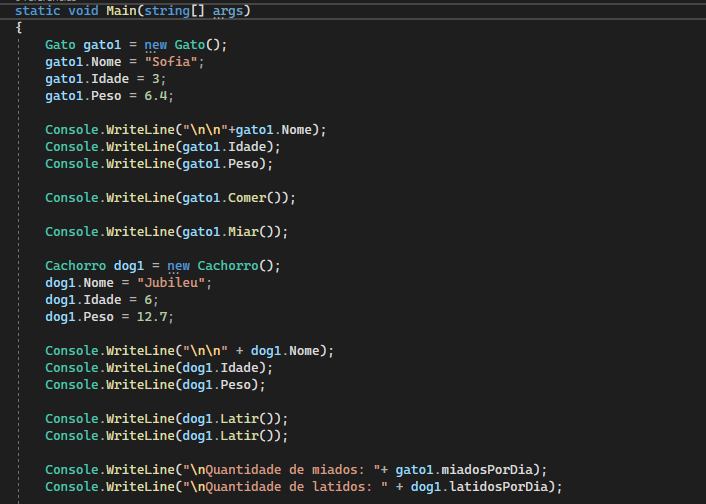 static void Main(string[] args)
{
Gato gato1 = new Gato();
gato1.Nome = "Sofia";
gato1.Idade = 3;
gato1.Peso = 6.4;
Console.WriteLine("\n\n"+gato1.Nome);
Console.WriteLine(gato1.Idade);
Console.WriteLine(gato1.Peso);
Console.WriteLine(gato1.Comer());
Console.WriteLine(gato1.Miar());
Cachorro dog1 = new Cachorro();
dog1.Nome = "Jubileu";
dog1.Idade = 6;
dog1.Peso = 12.7;
Console.WriteLine("\n\n" + dog1.Nome);
Console.WriteLine(dog1.Idade);
Console.WriteLine(dog1.Peso);
Console.WriteLine(dog1.Latir());
Console.WriteLine(dog1.Latir());
Console.WriteLine("\nQuantidade de miados: "+ gato1.miadosPorDia);
Console.WriteLine("\nQuantidade de latidos: " + dog1.latidosPorDia);